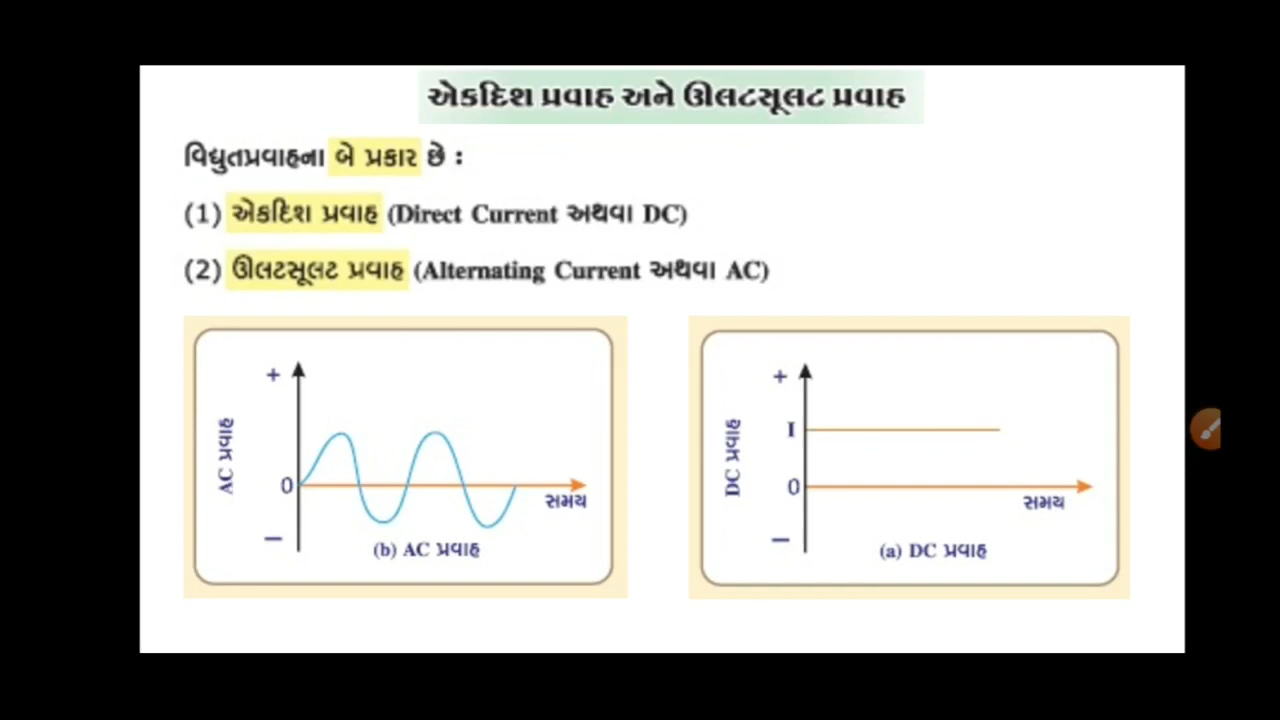 એકદિશ પ્રવાહ અને ઊલટસૂલટ પ્રવાહ
વિદ્યુતપ્રવાહના બે પ્રકાર છે :
(1) એકદિશ પ્રવાહ (Direct Current અથવા DC)
(2) ઊલટસૂલટ પ્રવાહ (Alternating Current અથવા AC)
+
AC પ્રવાહ
0
સમય
−
(b) AC પ્રવાહ
+
I
DC પ્રવાહ
0
સમય
−
(a) DC પ્રવાહ